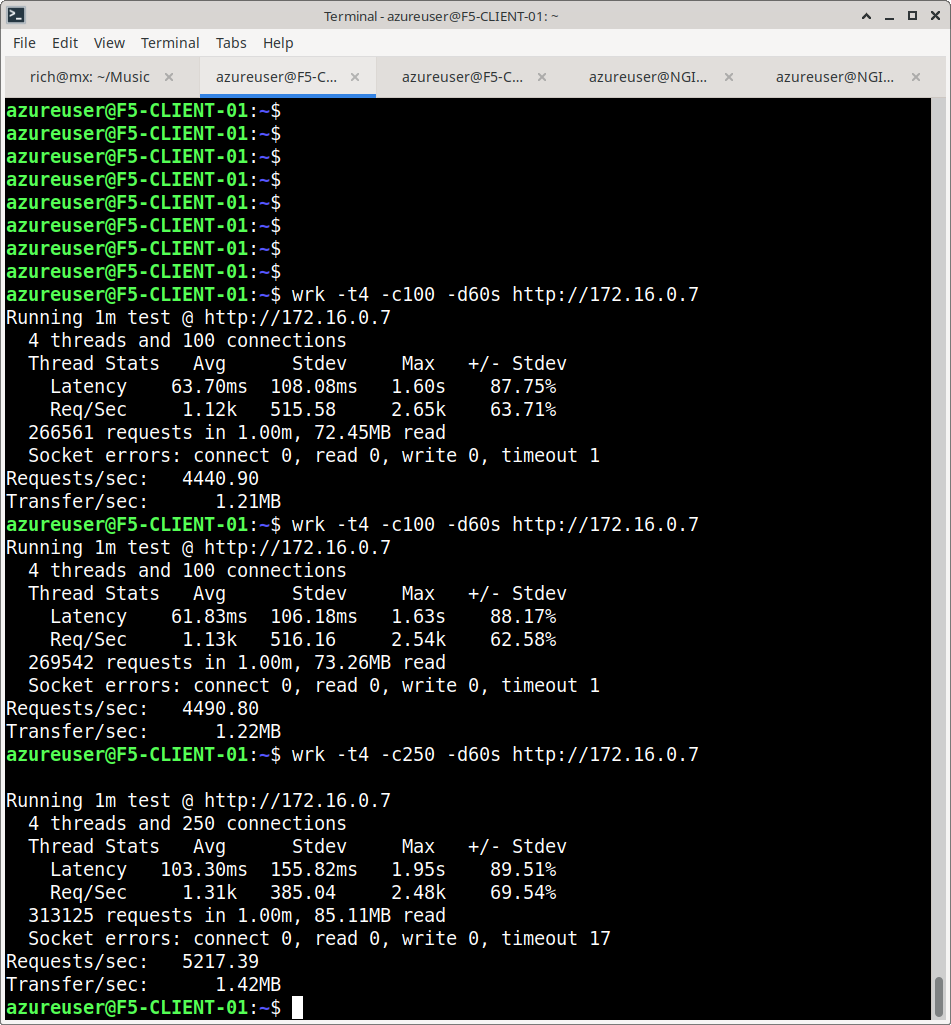 Terminal - azureuser@F5-CLIENT-01: ~
File Edit View Terminal Tabs Help
rich@mx: ~/Music × azureuser@F5-C... × azureuser@F5-C... × azureuser@NGI... × azureuser@NGI... ×
azureuser@F5-CLIENT-01:~$
azureuser@F5-CLIENT-01:~$
azureuser@F5-CLIENT-01:~$
azureuser@F5-CLIENT-01:~$
azureuser@F5-CLIENT-01:~$
azureuser@F5-CLIENT-01:~$
azureuser@F5-CLIENT-01:~$
azureuser@F5-CLIENT-01:~$
azureuser@F5-CLIENT-01:~$ wrk -t4 -c100 -d60s http://172.16.0.7
Running 1m test @ http://172.16.0.7
  4 threads and 100 connections
  Thread Stats   Avg      Stdev     Max   +/- Stdev
    Latency    63.70ms  108.08ms   1.60s    87.75%
    Req/Sec     1.12k   515.58     2.65k    63.71%
  266561 requests in 1.00m, 72.45MB read
  Socket errors: connect 0, read 0, write 0, timeout 1
Requests/sec:   4440.90
Transfer/sec:      1.21MB
azureuser@F5-CLIENT-01:~$ wrk -t4 -c100 -d60s http://172.16.0.7
Running 1m test @ http://172.16.0.7
  4 threads and 100 connections
  Thread Stats   Avg      Stdev     Max   +/- Stdev
    Latency    61.83ms  106.18ms   1.63s    88.17%
    Req/Sec     1.13k   516.16     2.54k    62.58%
  269542 requests in 1.00m, 73.26MB read
  Socket errors: connect 0, read 0, write 0, timeout 1
Requests/sec:   4490.80
Transfer/sec:      1.22MB
azureuser@F5-CLIENT-01:~$ wrk -t4 -c250 -d60s http://172.16.0.7
Running 1m test @ http://172.16.0.7
  4 threads and 250 connections
  Thread Stats   Avg      Stdev     Max   +/- Stdev
    Latency   103.30ms  155.82ms   1.95s    89.51%
    Req/Sec     1.31k   385.04     2.48k    69.54%
  313125 requests in 1.00m, 85.11MB read
  Socket errors: connect 0, read 0, write 0, timeout 17
Requests/sec:   5217.39
Transfer/sec:      1.42MB
azureuser@F5-CLIENT-01:~$